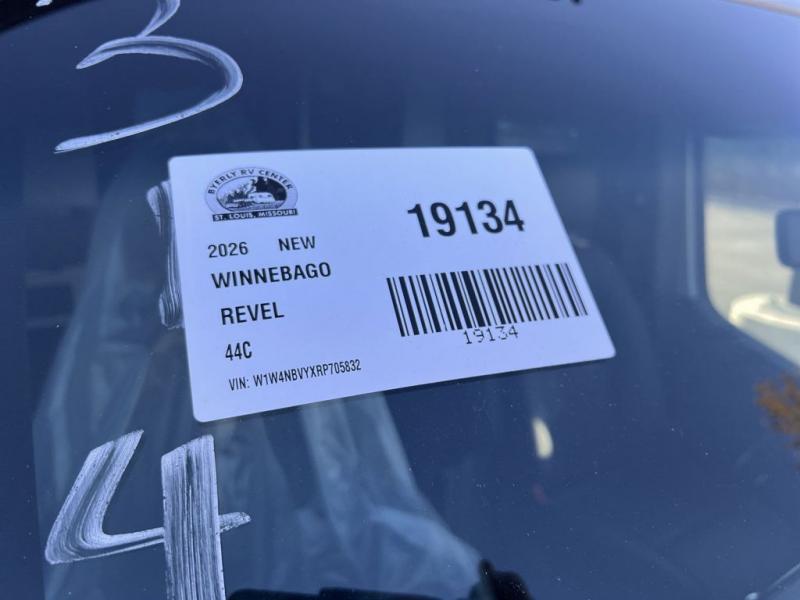 3
BYERLY RV CENTER
ST. LOUIS, MISSOURI
19134
2026 NEW
WINNEBAGO
REVEL
44C
VIN: W1W4NBVYXRP705832
19134
4